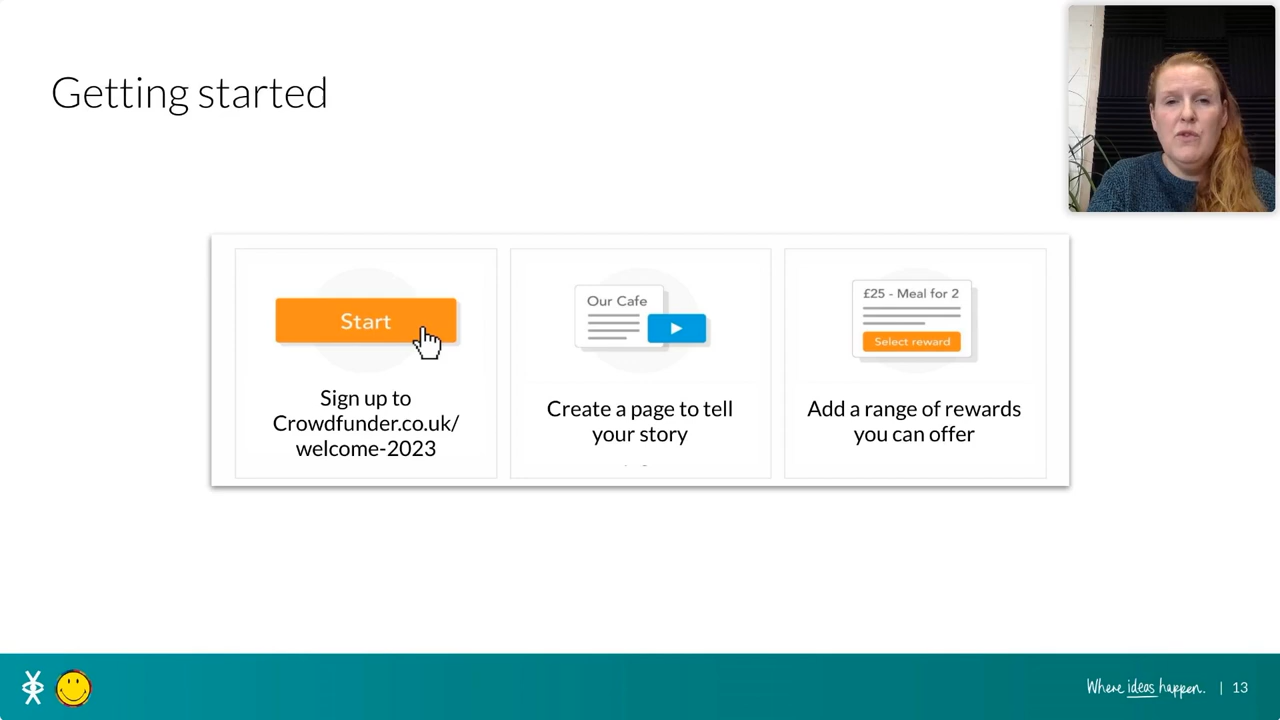 Getting started
Start
Sign up to
Crowdfunder.co.uk/
welcome-2023
Our Cafe
Create a page to tell
your story
£25 - Meal for 2
Select reward
Add a range of rewards
you can offer
Where ideas happen. | 13